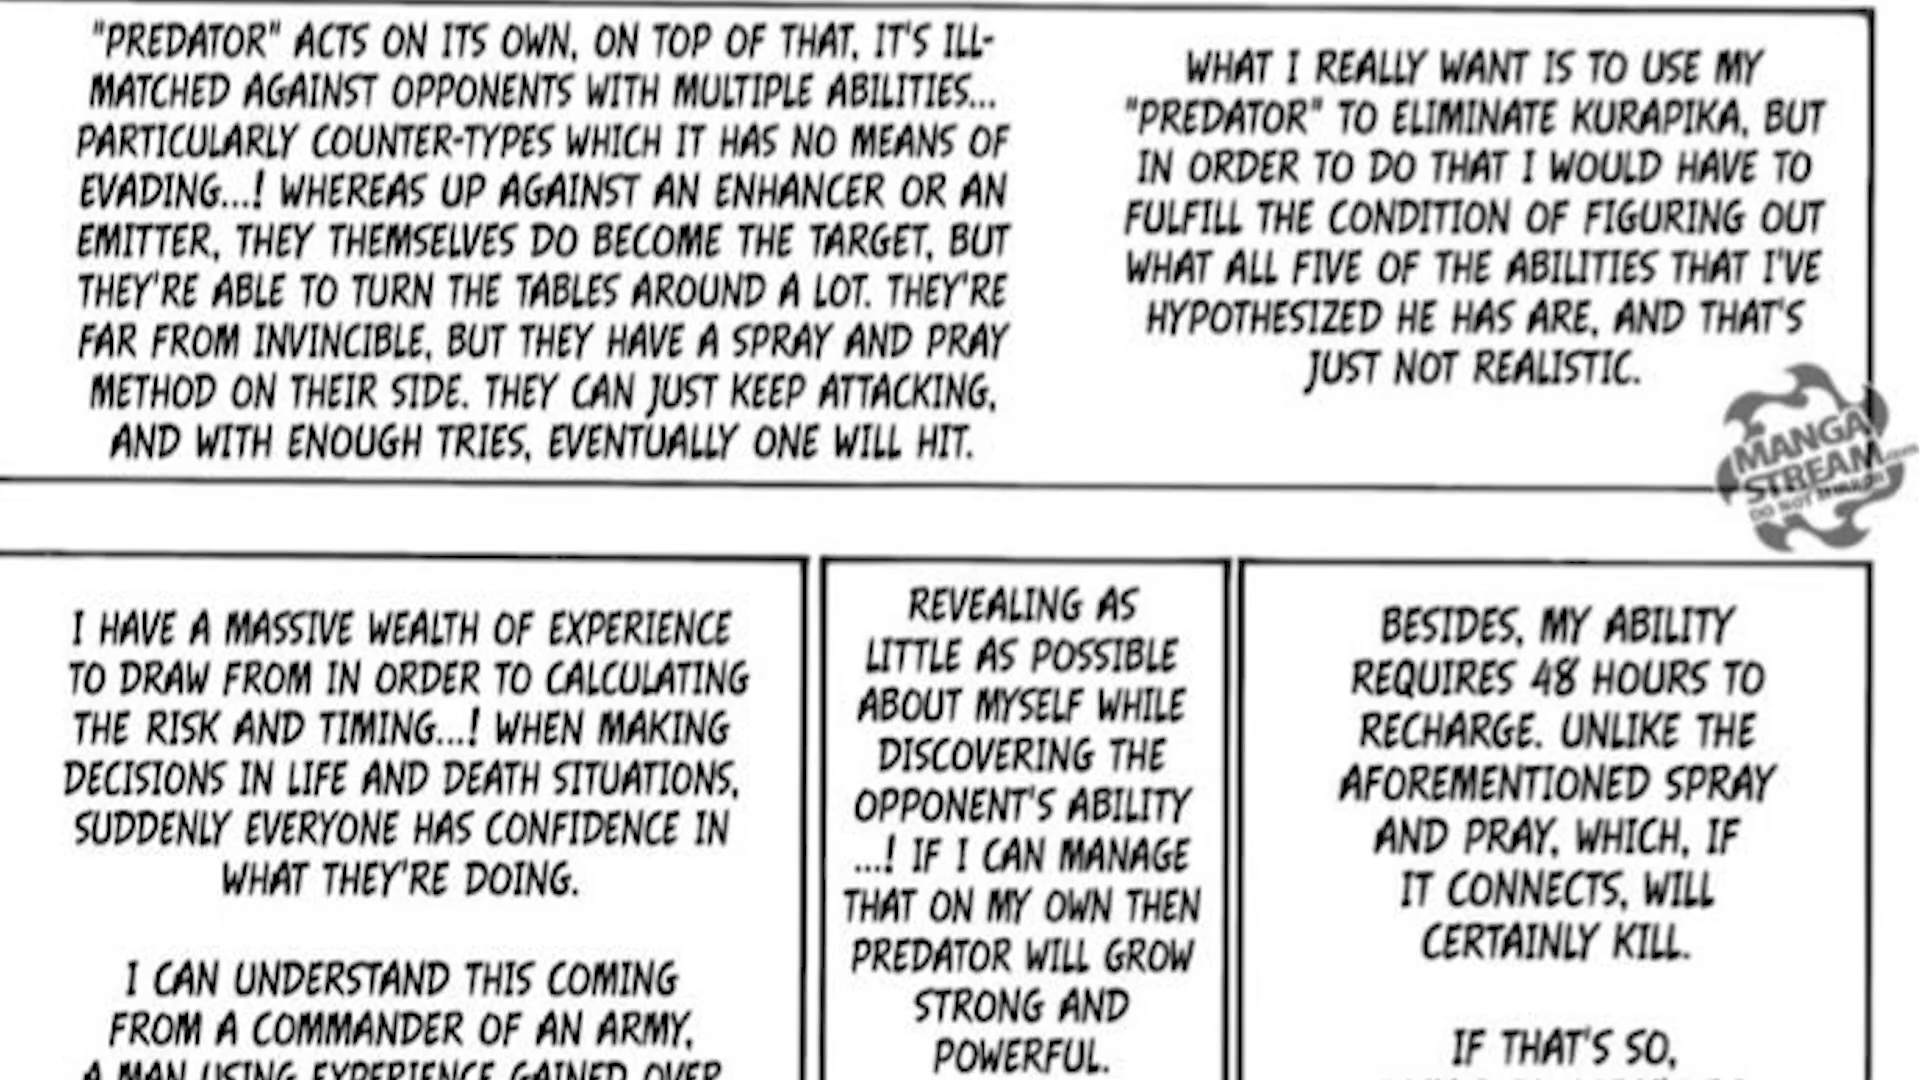 WHAT I REALLY WANT IS TO USE MY
"PREDATOR" TO ELIMINATE KURAPIKA, BUT
IN ORDER TO DO THAT I WOULD HAVE TO
FULFILL THE CONDITION OF FIGURING OUT
WHAT ALL FIVE OF THE ABILITIES THAT I'VE
HYPOTHESIZED HE HAS ARE, AND THAT'S
JUST NOT REALISTIC.
"PREDATOR" ACTS ON ITS OWN, ON TOP OF THAT, IT'S ILL-
MATCHED AGAINST OPPONENTS WITH MULTIPLE ABILITIES...
PARTICULARLY COUNTER-TYPES WHICH IT HAS NO MEANS OF
EVADING...! WHEREAS UP AGAINST AN ENHANCER OR AN
EMITTER, THEY THEMSELVES DO BECOME THE TARGET, BUT
THEY'RE ABLE TO TURN THE TABLES AROUND A LOT. THEY'RE
FAR FROM INVINCIBLE, BUT THEY HAVE A SPRAY AND PRAY
METHOD ON THEIR SIDE. THEY CAN JUST KEEP ATTACKING,
AND WITH ENOUGH TRIES, EVENTUALLY ONE WILL HIT.
MANGA
STREAM.com
DO NOT
BESIDES, MY ABILITY
REQUIRES 48 HOURS TO
RECHARGE. UNLIKE THE
AFOREMENTIONED SPRAY
AND PRAY, WHICH, IF
IT CONNECTS, WILL
CERTAINLY KILL.
IF THAT'S SO,
REVEALING AS
LITTLE AS POSSIBLE
ABOUT MYSELF WHILE
DISCOVERING THE
OPPONENT'S ABILITY
...! IF I CAN MANAGE
THAT ON MY OWN THEN
PREDATOR WILL GROW
STRONG AND
POWERFUL.
I HAVE A MASSIVE WEALTH OF EXPERIENCE
TO DRAW FROM IN ORDER TO CALCULATING
THE RISK AND TIMING...! WHEN MAKING
DECISIONS IN LIFE AND DEATH SITUATIONS,
SUDDENLY EVERYONE HAS CONFIDENCE IN
WHAT THEY'RE DOING.
I CAN UNDERSTAND THIS COMING
FROM A COMMANDER OF AN ARMY,
A MAN USING EXPERIENCE GAINED OVER